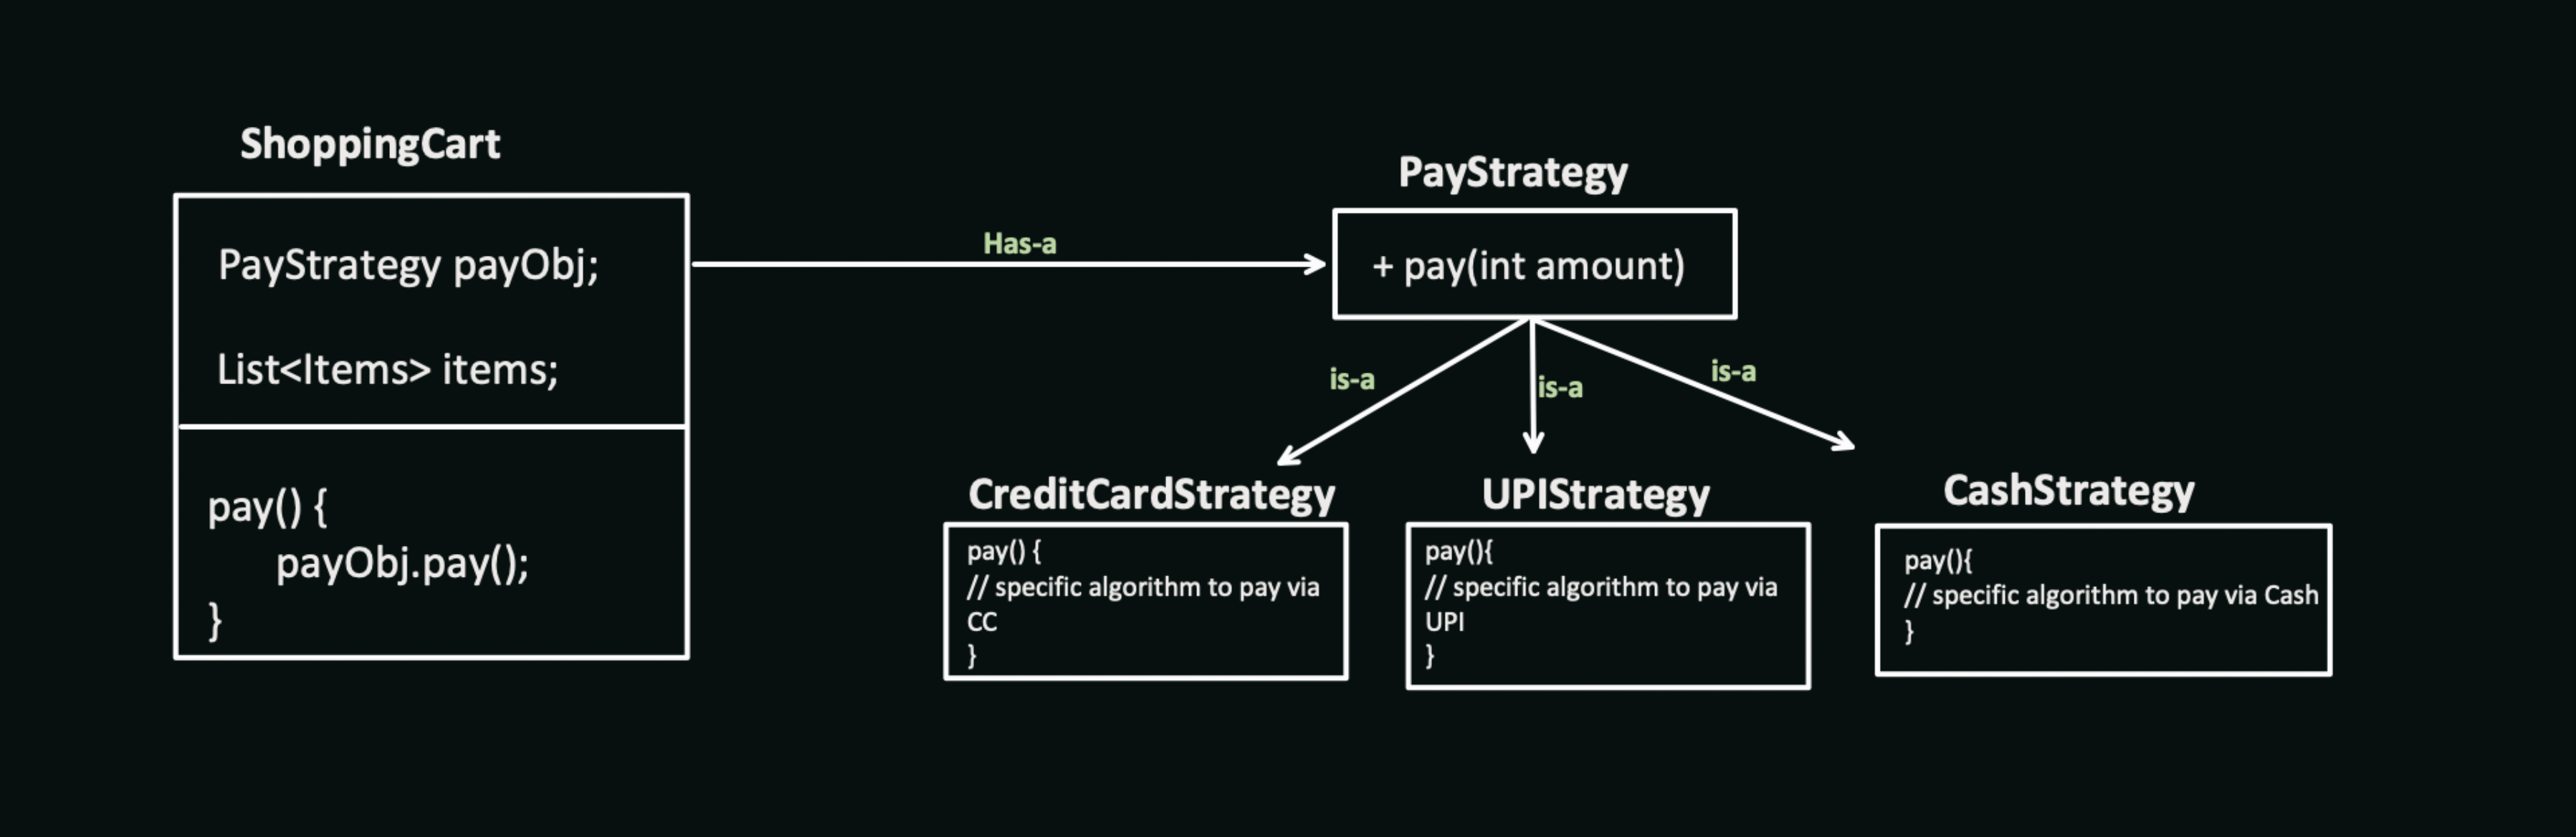 ShoppingCart
PayStrategy payObj;
List<Items> items;
pay() {
payObj.pay();
}
Has-a
PayStrategy
+ pay(int amount)
is-a
is-a
is-a
CreditCardStrategy
pay() {
// specific algorithm to pay via
CC
}
UPIStrategy
pay(){
// specific algorithm to pay via
UPI
}
CashStrategy
pay(){
// specific algorithm to pay via Cash
}